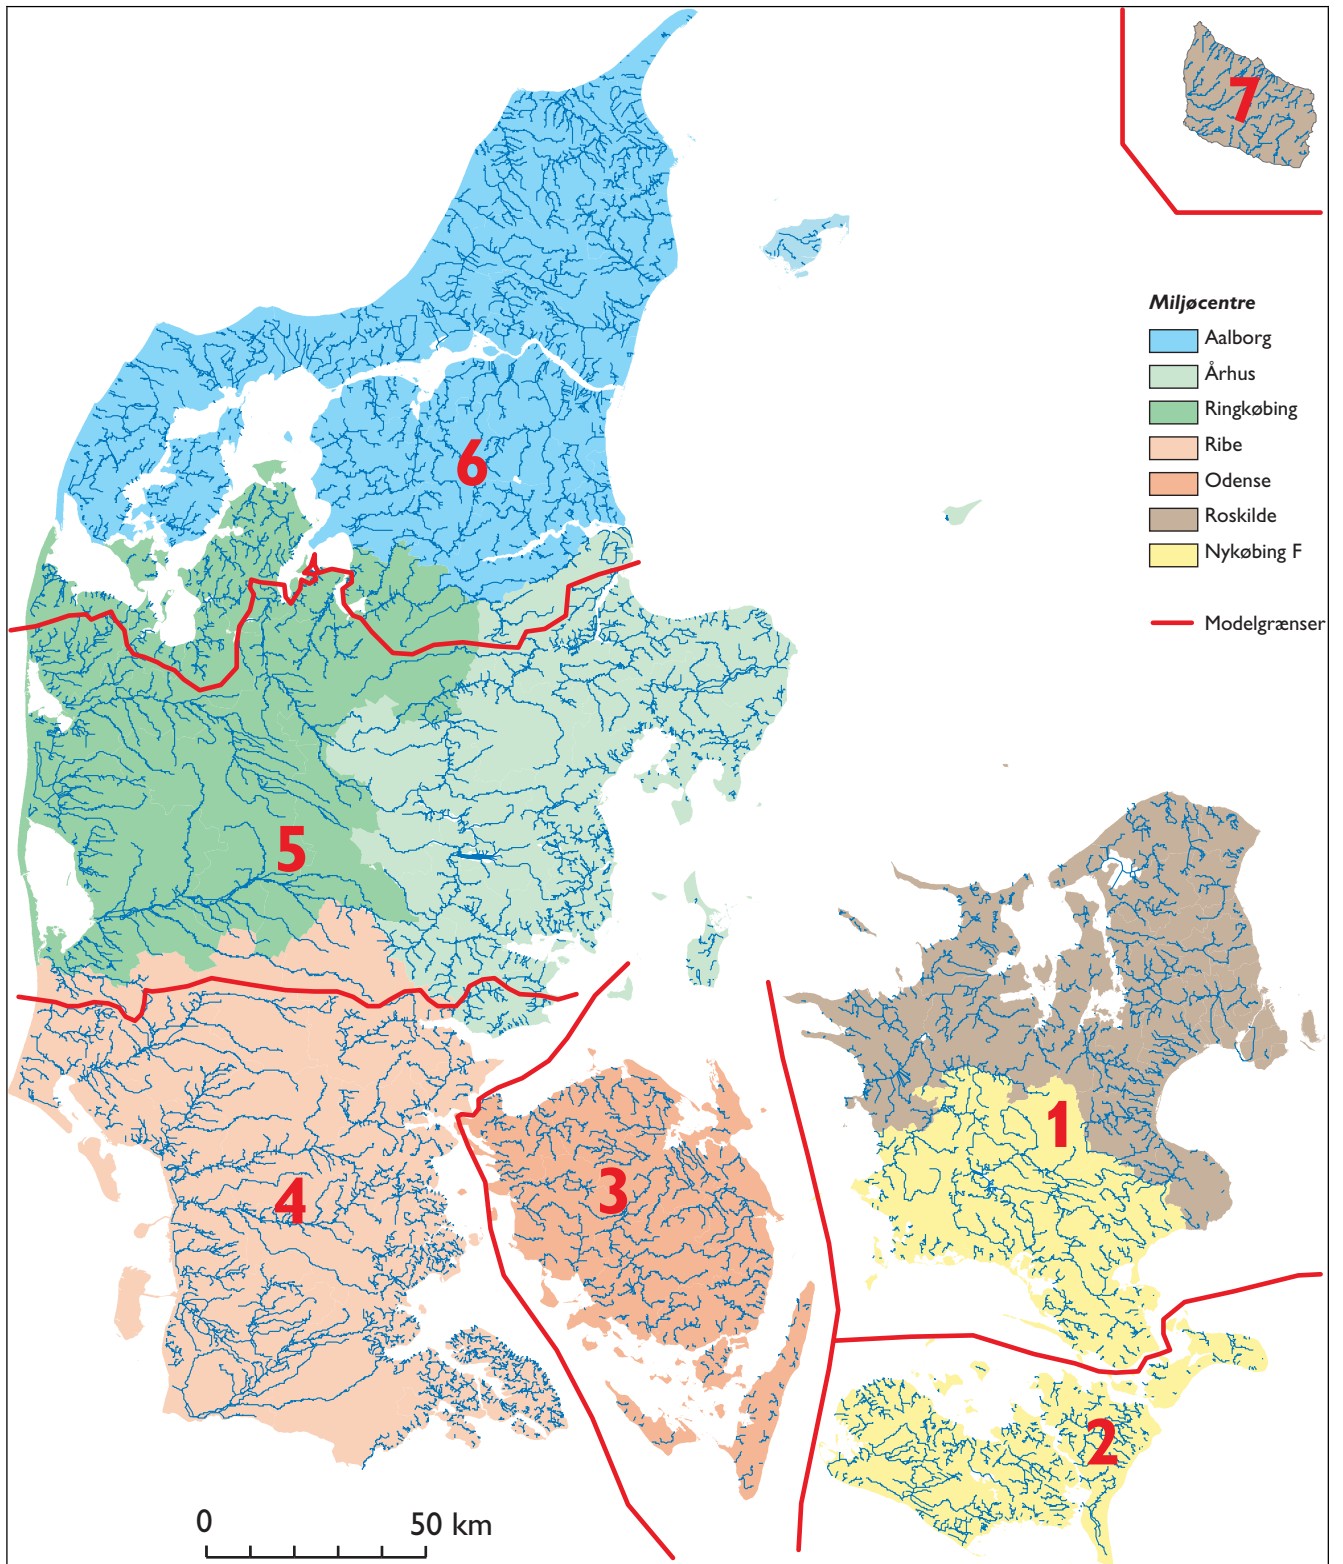 7
Miljøcentre
Aalborg
Århus
Ringkøbing
Ribe
Odense
Roskilde
Nykøbing F
Modelgrænser
6
5
1
3
4
2
0 50 km